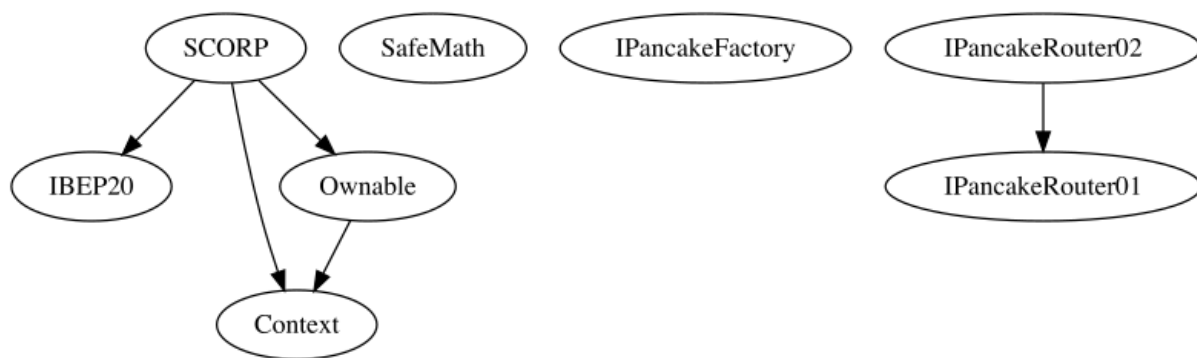 SCORP
SafeMath
IPancakeFactory
IPancakeRouter02
IBEP20
Ownable
IPancakeRouter01
Context